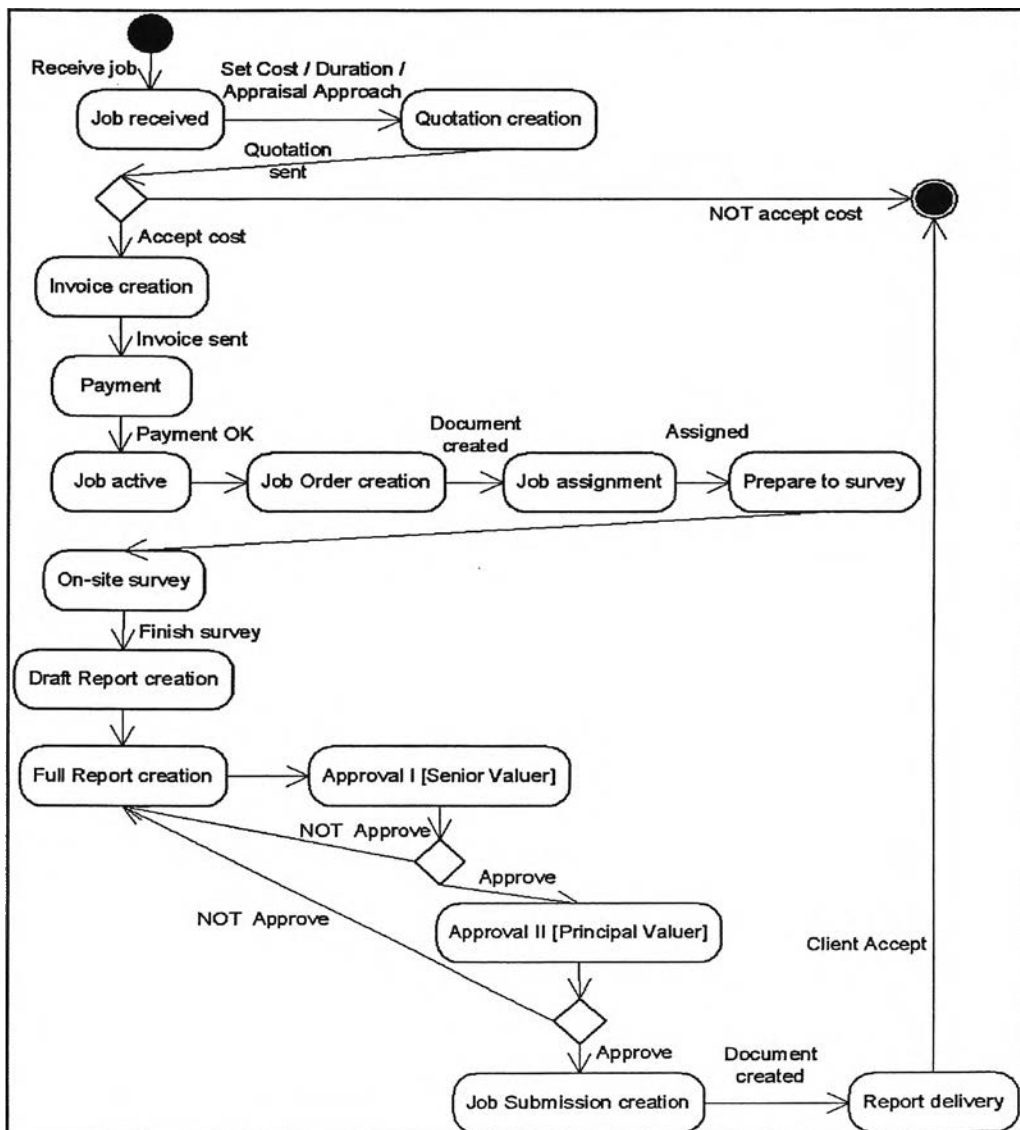 Receive job
Set Cost / Duration /
Appraisal Approach
Job received
Quotation creation
Quotation
sent
NOT accept cost
Accept cost
Invoice creation
Invoice sent
Payment
Payment OK
Document
created
Assigned
Job active
Job Order creation
Job assignment
Prepare to survey
On-site survey
Finish survey
Draft Report creation
Full Report creation
Approval I [Senior Valuer]
NOT Approve
Approve
NOT Approve
Approval II [Principal Valuer]
Client Accept
Approve
Document
created
Job Submission creation
Report delivery